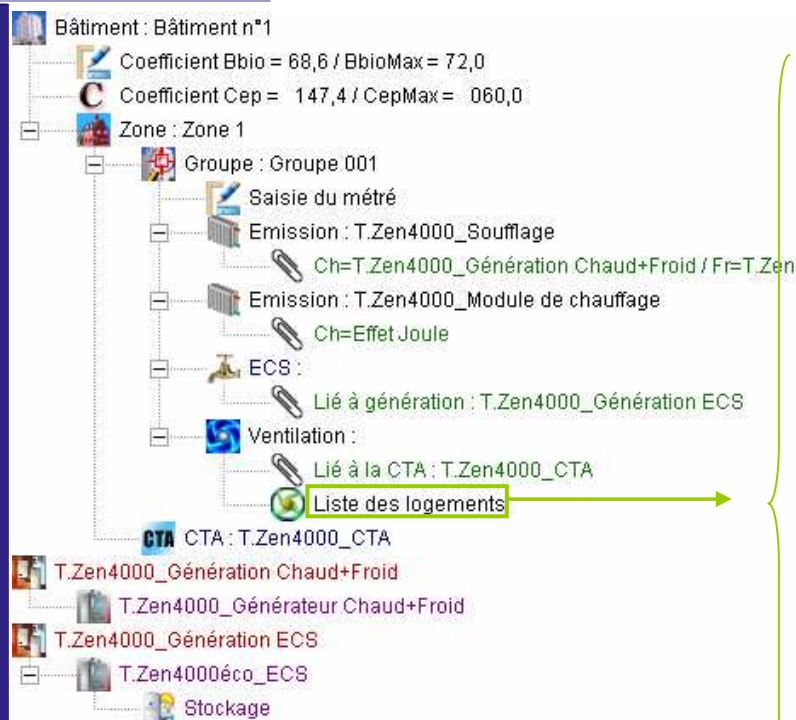 Bâtiment : Bâtiment n°1
Coefficient Bbio = 68,6 / BbioMax = 72,0
C Coefficient Cep = 147,4 / CepMax = 060,0
Zone : Zone 1
Groupe : Groupe 001
Saisie du métré
Emission : T.Zen4000_Soufflage
Ch=T.Zen4000_Génération Chaud+Froid / Fr=T.Zen
Emission : T.Zen4000_Module de chauffage
Ch=Effet Joule
ECS :
Lié à génération : T.Zen4000_Génération ECS
Ventilation :
Lié à la CTA : T.Zen4000_CTA
Liste des logements
CTA CTA : T.Zen4000_CTA
T.Zen4000_Génération Chaud+Froid
T.Zen4000_Générateur Chaud+Froid
T.Zen4000_Génération ECS
T.Zen4000éco_ECS
Stockage